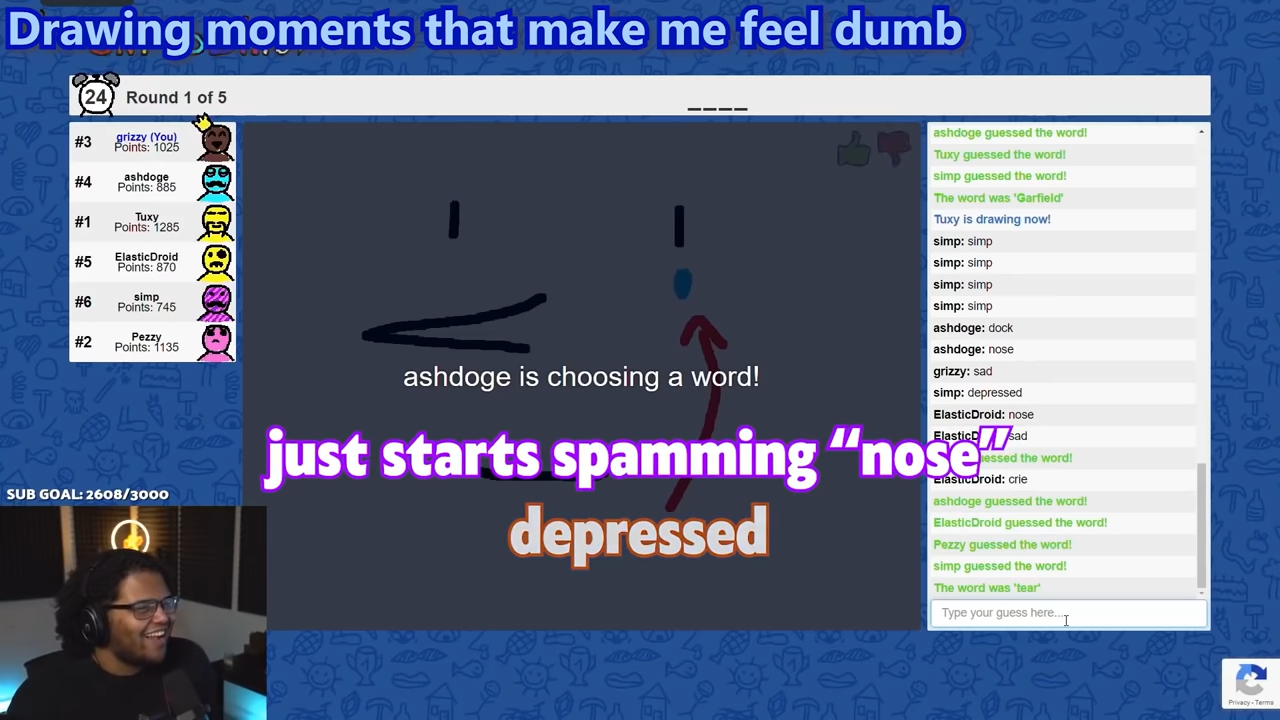 Drawing moments that make me feel dumb
24
Round 1 of 5
____
#3
grizzy (You)
Points: 1025
#4
ashdoge
Points: 885
#1
Tuxy
Points: 1285
#5
ElasticDroid
Points: 870
#6
simp
Points: 745
#2
Pezzy
Points: 1135
ashdoge is choosing a word!
just starts spamming “nose”
depressed
SUB GOAL: 2608/3000
ashdoge guessed the word!
Tuxy guessed the word!
simp guessed the word!
The word was 'Garfield'
Tuxy is drawing now!
simp: simp
simp: simp
simp: simp
simp: simp
ashdoge: dock
ashdoge: nose
grizzy: sad
simp: depressed
ElasticDroid: nose
sad
guessed the word!
ElasticDroid: crie
ashdoge guessed the word!
ElasticDroid guessed the word!
Pezzy guessed the word!
simp guessed the word!
The word was 'tear'
Type your guess here...
Privacy - Terms